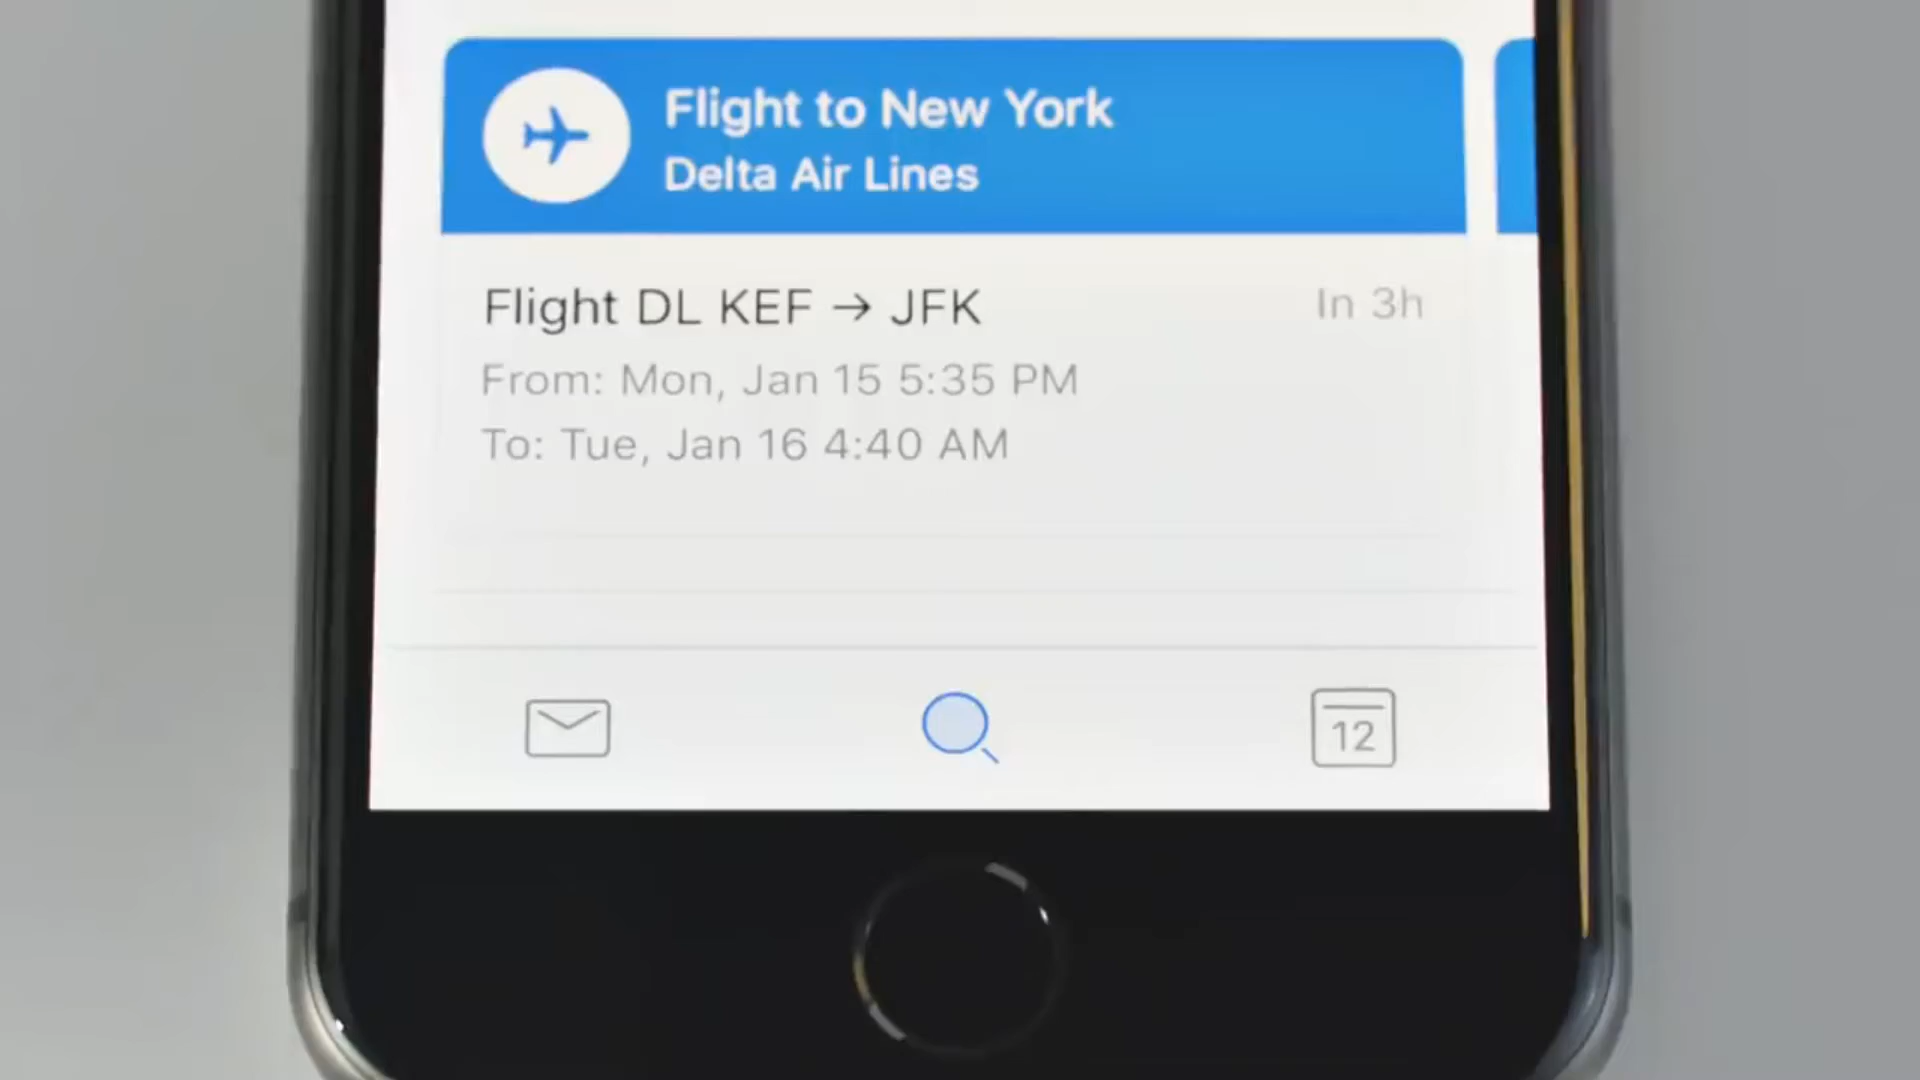 Flight to New York
Delta Air Lines
Flight DL KEF → JFK
In 3h
From: Mon, Jan 15 5:35 PM
To: Tue, Jan 16 4:40 AM
12